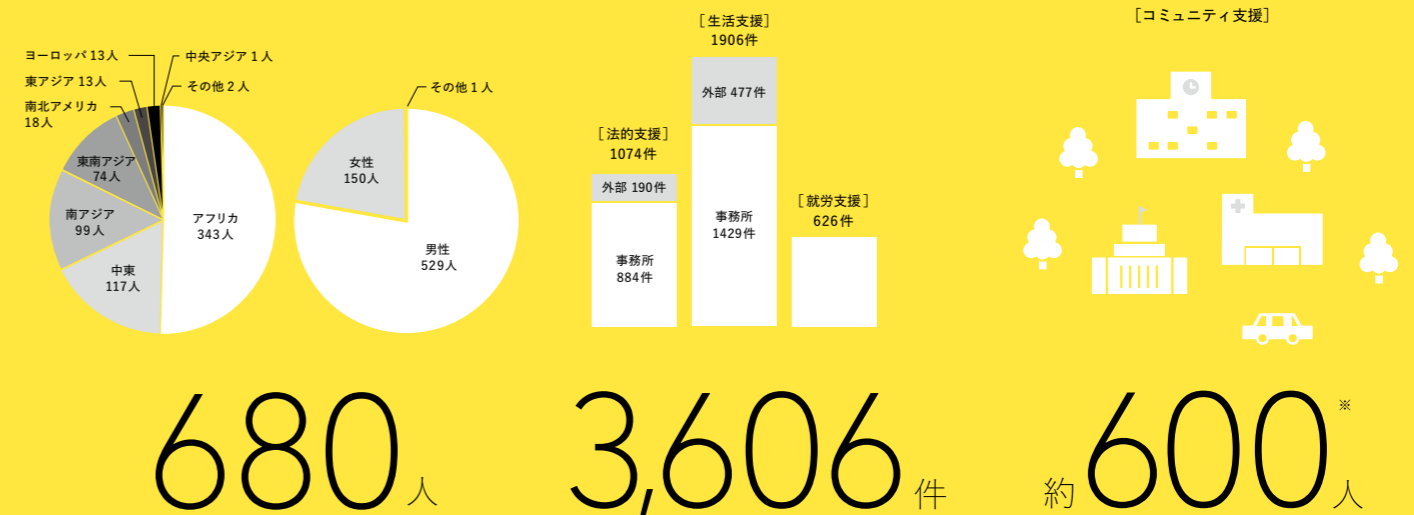 ヨーロッパ 13人
中央アジア 1人
東アジア 13人
その他 2人
南北アメリカ
18人
東南アジア
74人
南アジア
99人
中東
117人
アフリカ
343人
その他 1人
女性
150人
男性
529人
680人
[法的支援]
1074件
外部 190件
事務所
884件
[生活支援]
1906件
外部 477件
事務所
1429件
[就労支援]
626件
3,606件
[コミュニティ支援]
約600人※